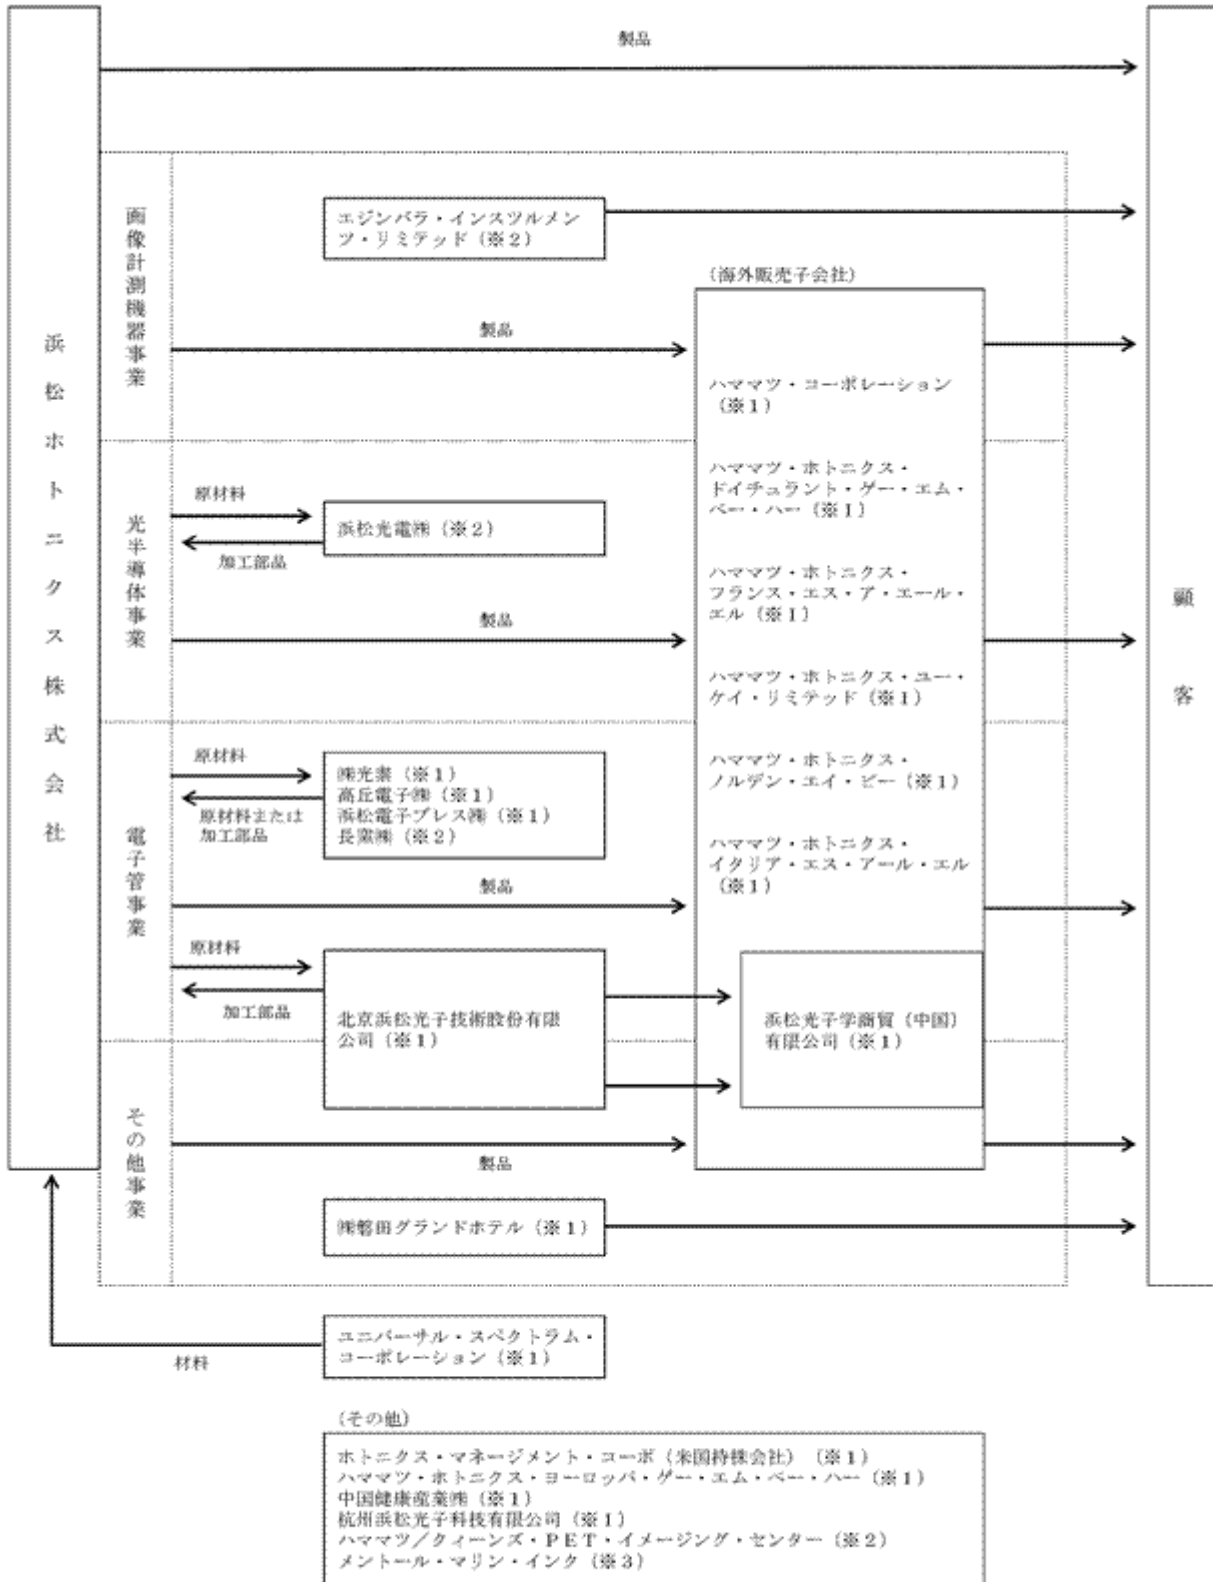 製品
浜松ホトニクス株式会社
顧客
画像計測機器事業
エジンバラ・インスツルメン
ツ・リミテッド（※２）
（海外販売子会社）
製品
ハママツ・コーポレーション
（※１）
ハママツ・ホトニクス・
ドイチュラント・ゲー・エム・
ベー・ハー（※１）
ハママツ・ホトニクス・
フランス・エス・ア・エール・
エル（※１）
ハママツ・ホトニクス・ユー・
ケイ・リミテッド（※１）
ハママツ・ホトニクス・
ノルデン・エイ・ビー（※１）
ハママツ・ホトニクス・
イタリア・エス・アール・エル
（※１）
光半導体事業
原材料
浜松光電㈱（※２）
加工部品
製品
電子管事業
原材料
㈱光素（※１）
高丘電子㈱（※１）
浜松電子プレス㈱（※１）
長窯㈱（※２）
原材料または
加工部品
製品
原材料
加工部品
北京浜松光子技術股份有限
公司（※１）
浜松光子学商貿（中国）
有限公司（※１）
その他事業
製品
㈱磐田グランドホテル（※１）
ユニバーサル・スペクトラム・
コーポレーション（※１）
材料
（その他）
ホトニクス・マネージメント・コーポ（米国持株会社）（※１）
ハママツ・ホトニクス・ヨーロッパ・ゲー・エム・ベー・ハー（※１）
中国健康産業㈱（※１）
杭州浜松光子科技有限公司（※１）
ハママツ／クィーンズ・ＰＥＴ・イメージング・センター（※２）
メントール・マリン・インク（※３）